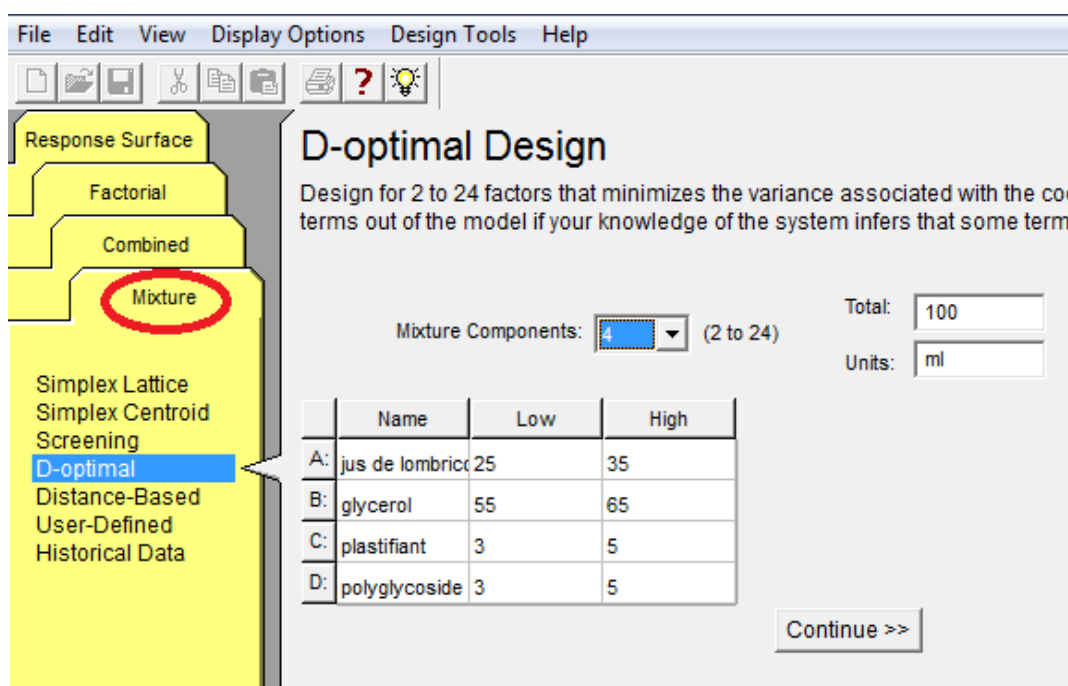 File Edit View Display Options Design Tools Help
Response Surface
Factorial
Combined
Mixture
Simplex Lattice
Simplex Centroid
Screening
D-optimal
Distance-Based
User-Defined
Historical Data
D-optimal Design
Design for 2 to 24 factors that minimizes the variance associated with the
terms out of the model if your knowledge of the system infers that some
Mixture Components: 4 (2 to 24)
Total: 100
Units: ml
Name Low High
A: jus de 25 35
B: glycerol 55 65
C: plastifiant 3 5
D: polyglycoside 3 5
Continue >>